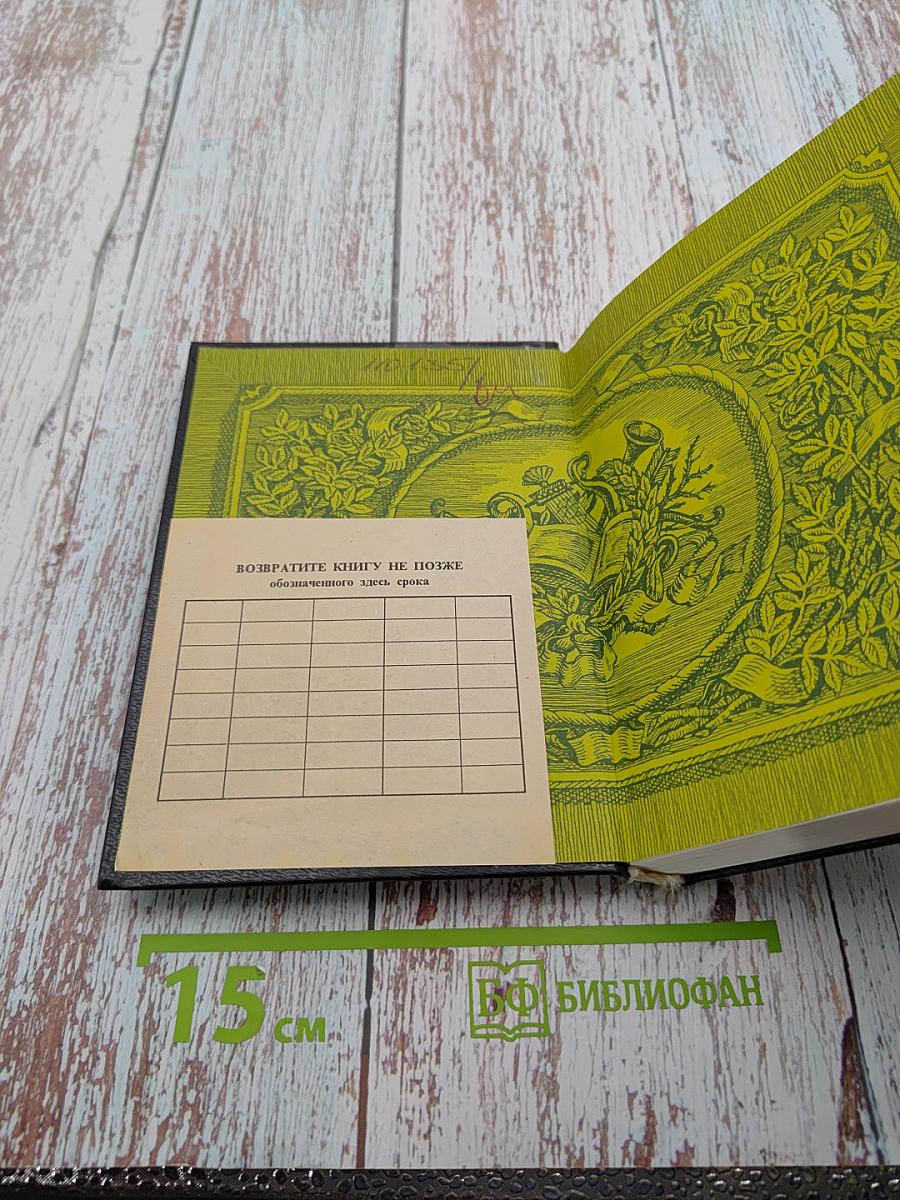 ВОЗВРАТИТЕ КНИГУ НЕ ПОЗЖЕ
обозначенного здесь срока
15 см
БФ БИБЛИОФАН